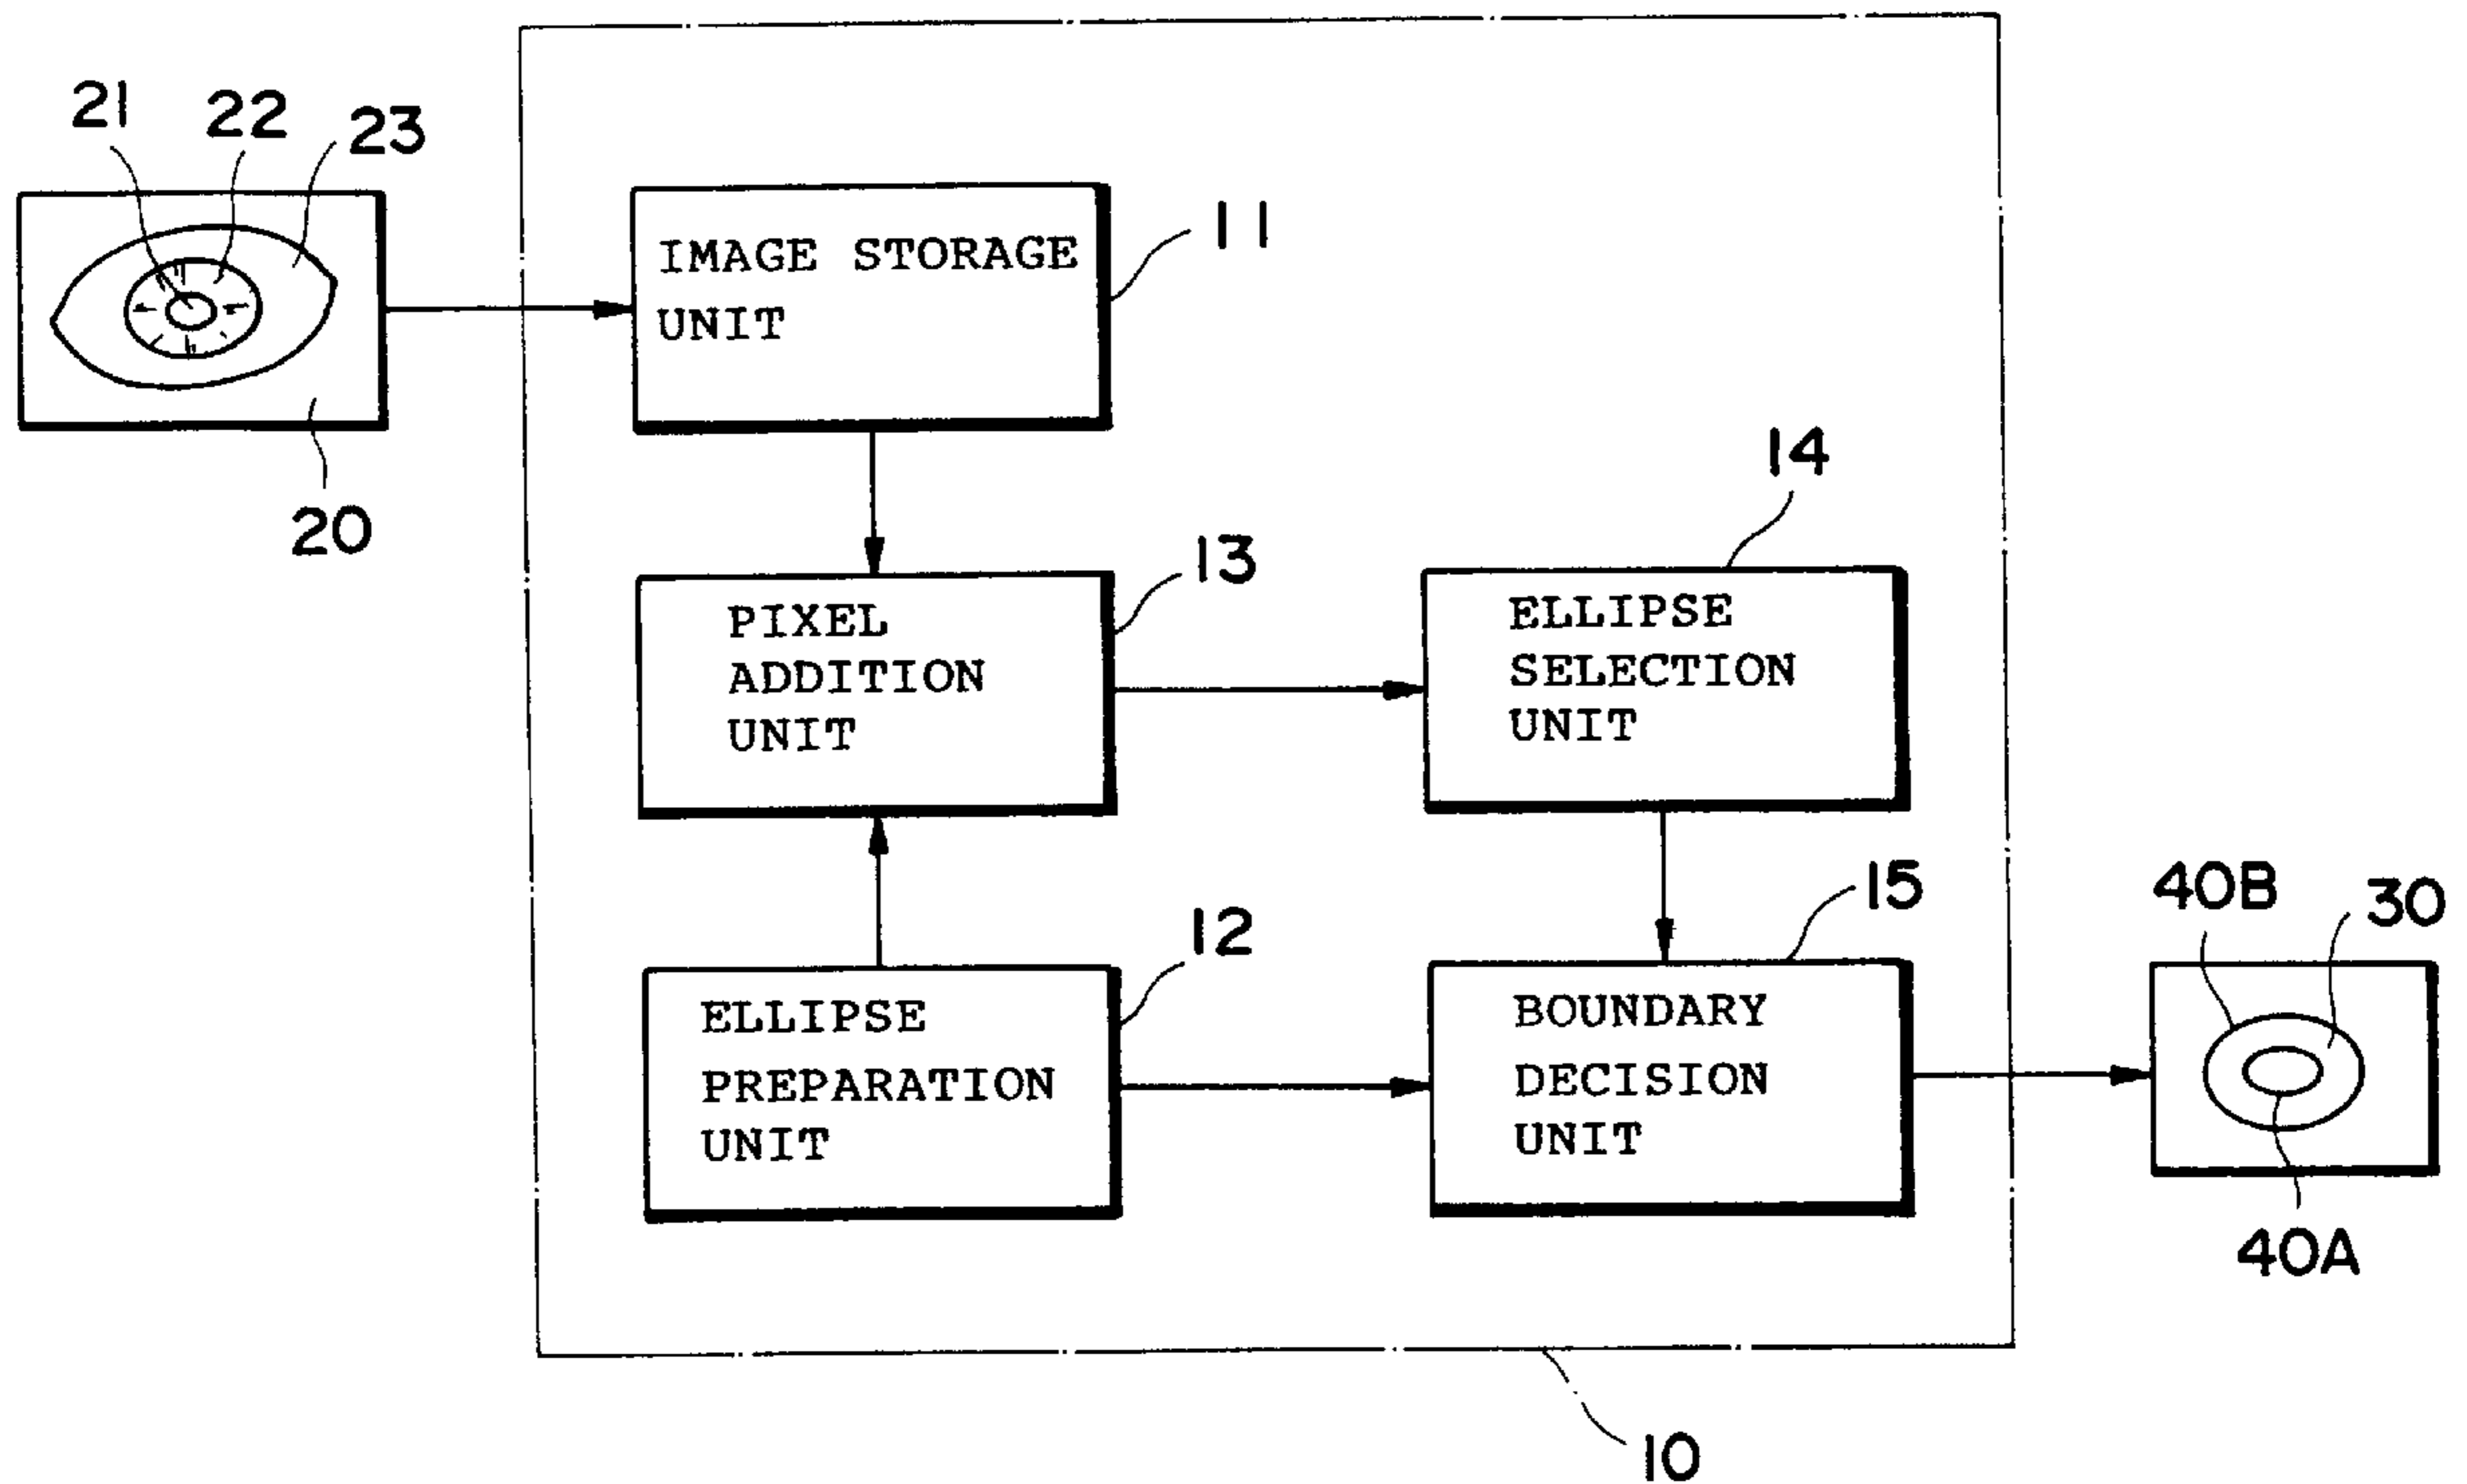 21
22
23
20
IMAGE STORAGE
UNIT
11
PIXEL
ADDITION
UNIT
13
ELLIPSE
SELECTION
UNIT
14
ELLIPSE
PREPARATION
UNIT
12
BOUNDARY
DECISION
UNIT
15
40B
30
40A
10